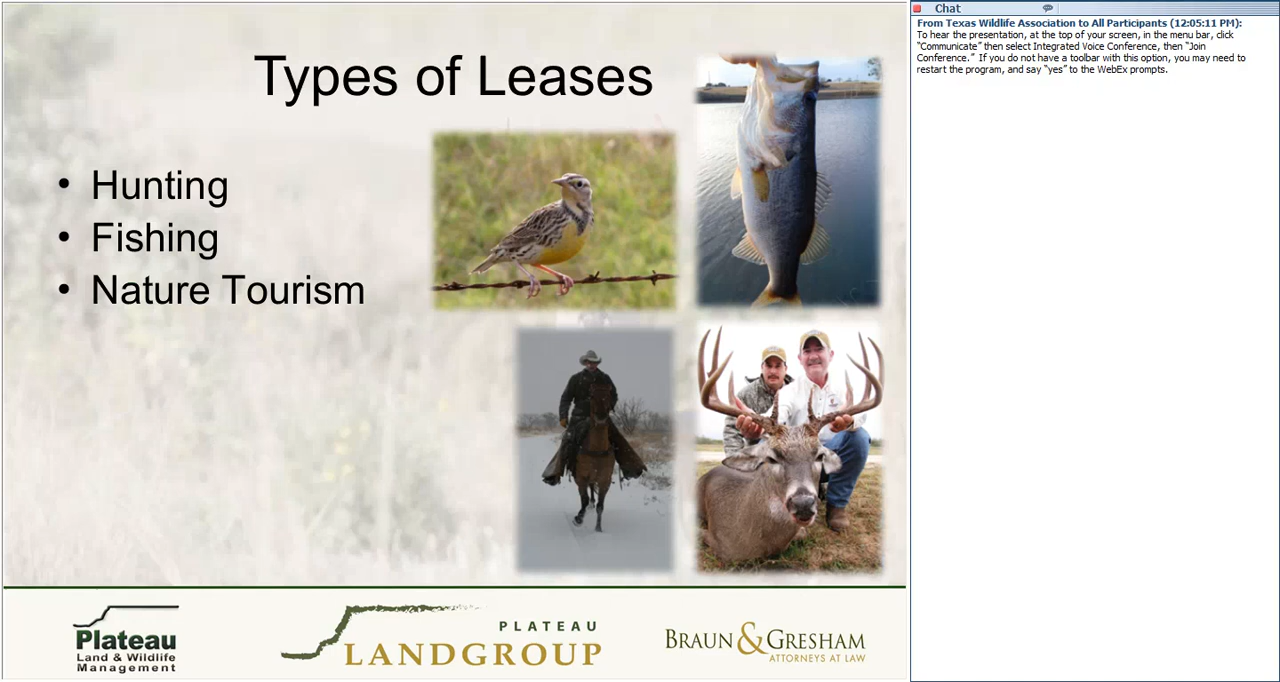 Types of Leases
• Hunting
• Fishing
• Nature Tourism
Plateau
Land & Wildlife
Management
PLATEAU
LANDGROUP
BRAUN & GRESHAM
ATTORNEYS AT LAW
Chat
From Texas Wildlife Association to All Participants (12:05:11 PM):
To hear the presentation, at the top of your screen, in the menu bar, click
“Communicate” then select Integrated Voice Conference, then “Join
Conference.”  If you do not have a toolbar with this option, you may need to
restart the program, and say “yes” to the WebEx prompts.